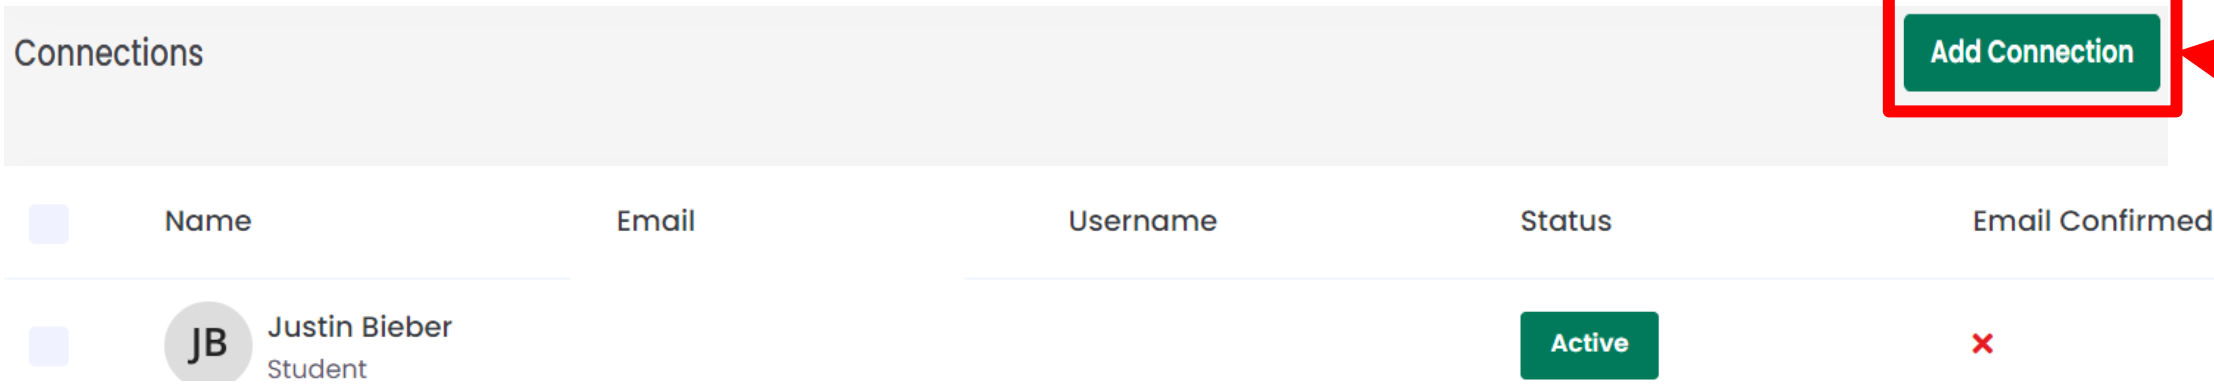 Connections Add Connection
Name Email Username Status Email Confirmed
JB Justin Bieber Active
Student